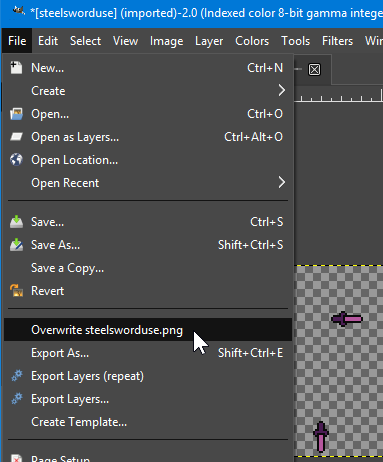 *[steelsworduse] (imported)-2.0 (Indexed color 8-bit gamma intege
File Edit Select View Image Layer Colors Tools Filters Win
New... Ctrl+N
Create
Open... Ctrl+O
Open as Layers... Ctrl+Alt+O
Open Location...
Open Recent
Save... Ctrl+S
Save As... Shift+Ctrl+S
Save a Copy...
Revert
Overwrite steelsworduse.png
Export As... Shift+Ctrl+E
Export Layers (repeat)
Export Layers...
Create Template...
Page Setup